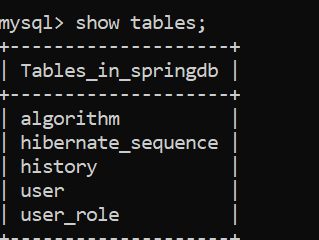 mysql> show tables;
+---------------------+
| Tables_in_springdb |
+---------------------+
| algorithm |
| hibernate_sequence |
| history |
| user |
| user_role |
+---------------------+